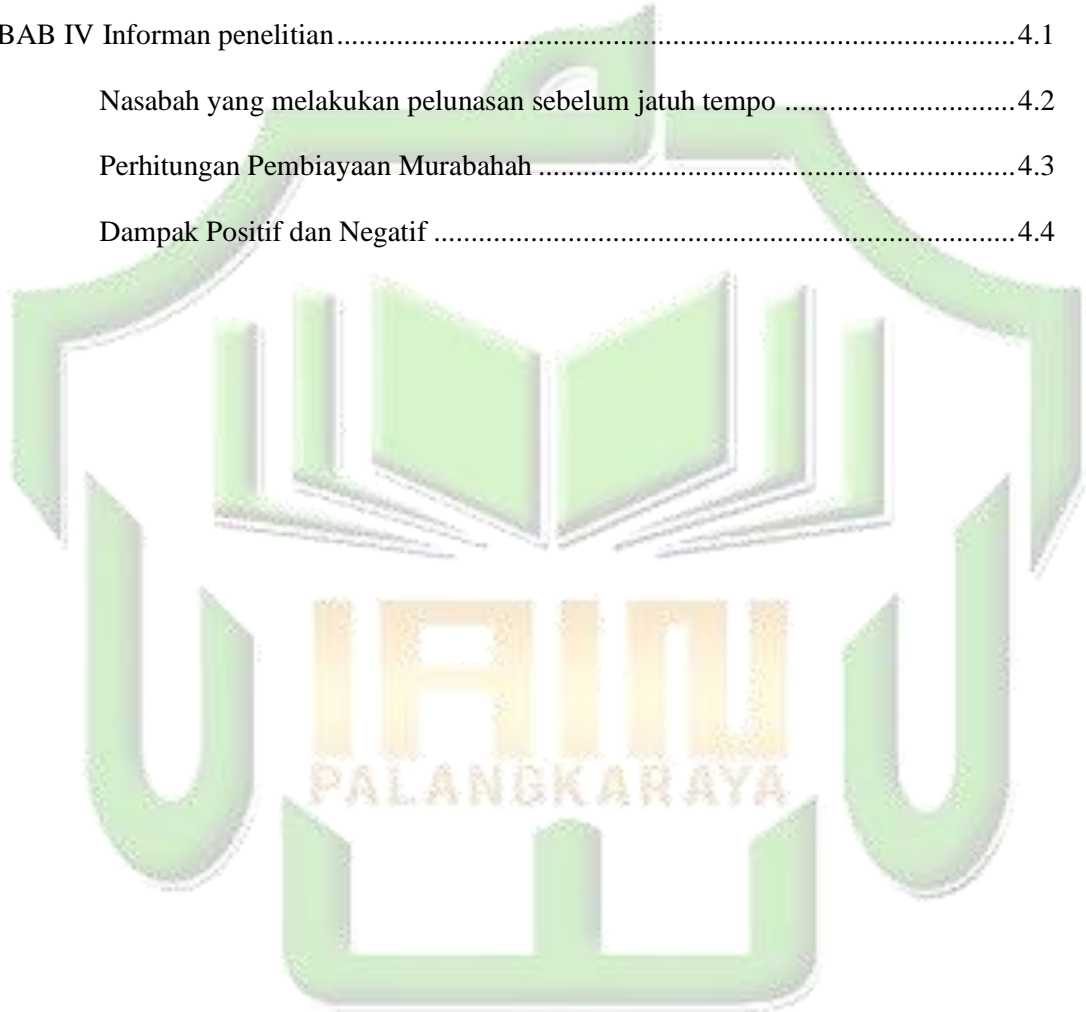 BAB IV Informan penelitian.......................................................................................4.1
Nasabah yang melakukan pelunasan sebelum jatuh tempo .................................4.2
Perhitungan Pembiayaan Murabahah ................................................................4.3
Dampak Positif dan Negatif .............................................................................4.4
IAIN
PALANGKARAYA